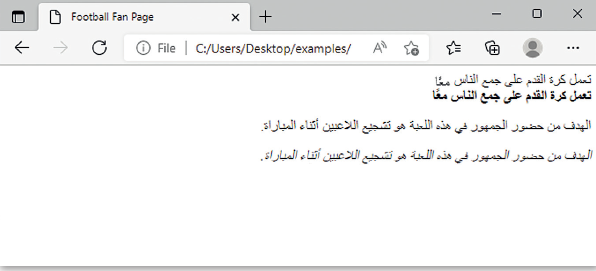 Football Fan Page
File | C:/Users/Desktop/examples/
تعمل كرة القدم على جمع الناس معًا
تعمل كرة القدم على جمع الناس معًا
الهدف من حضور الجمهور في هذه اللعبة هو تشجيع اللاعبين أثناء المباراة.
الهدف من حضور الجمهور في هذه اللعبة هو تشجيع اللاعبين أثناء المباراة.